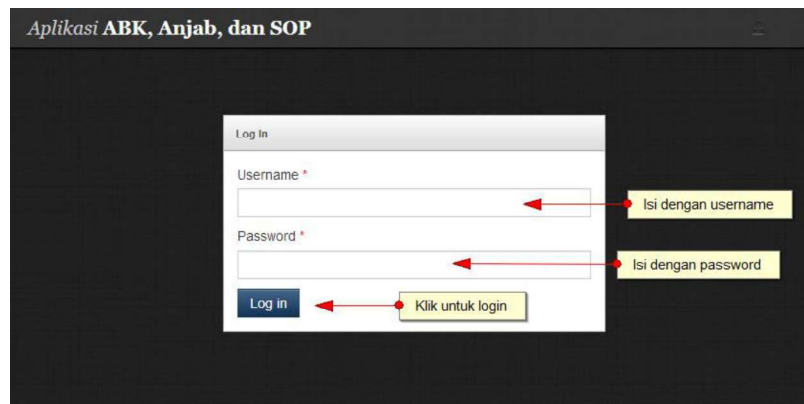 Aplikasi ABK, Anjab, dan SOP
Log In
Username *
Isi dengan username
Password *
Isi dengan password
Log in
Klik untuk login